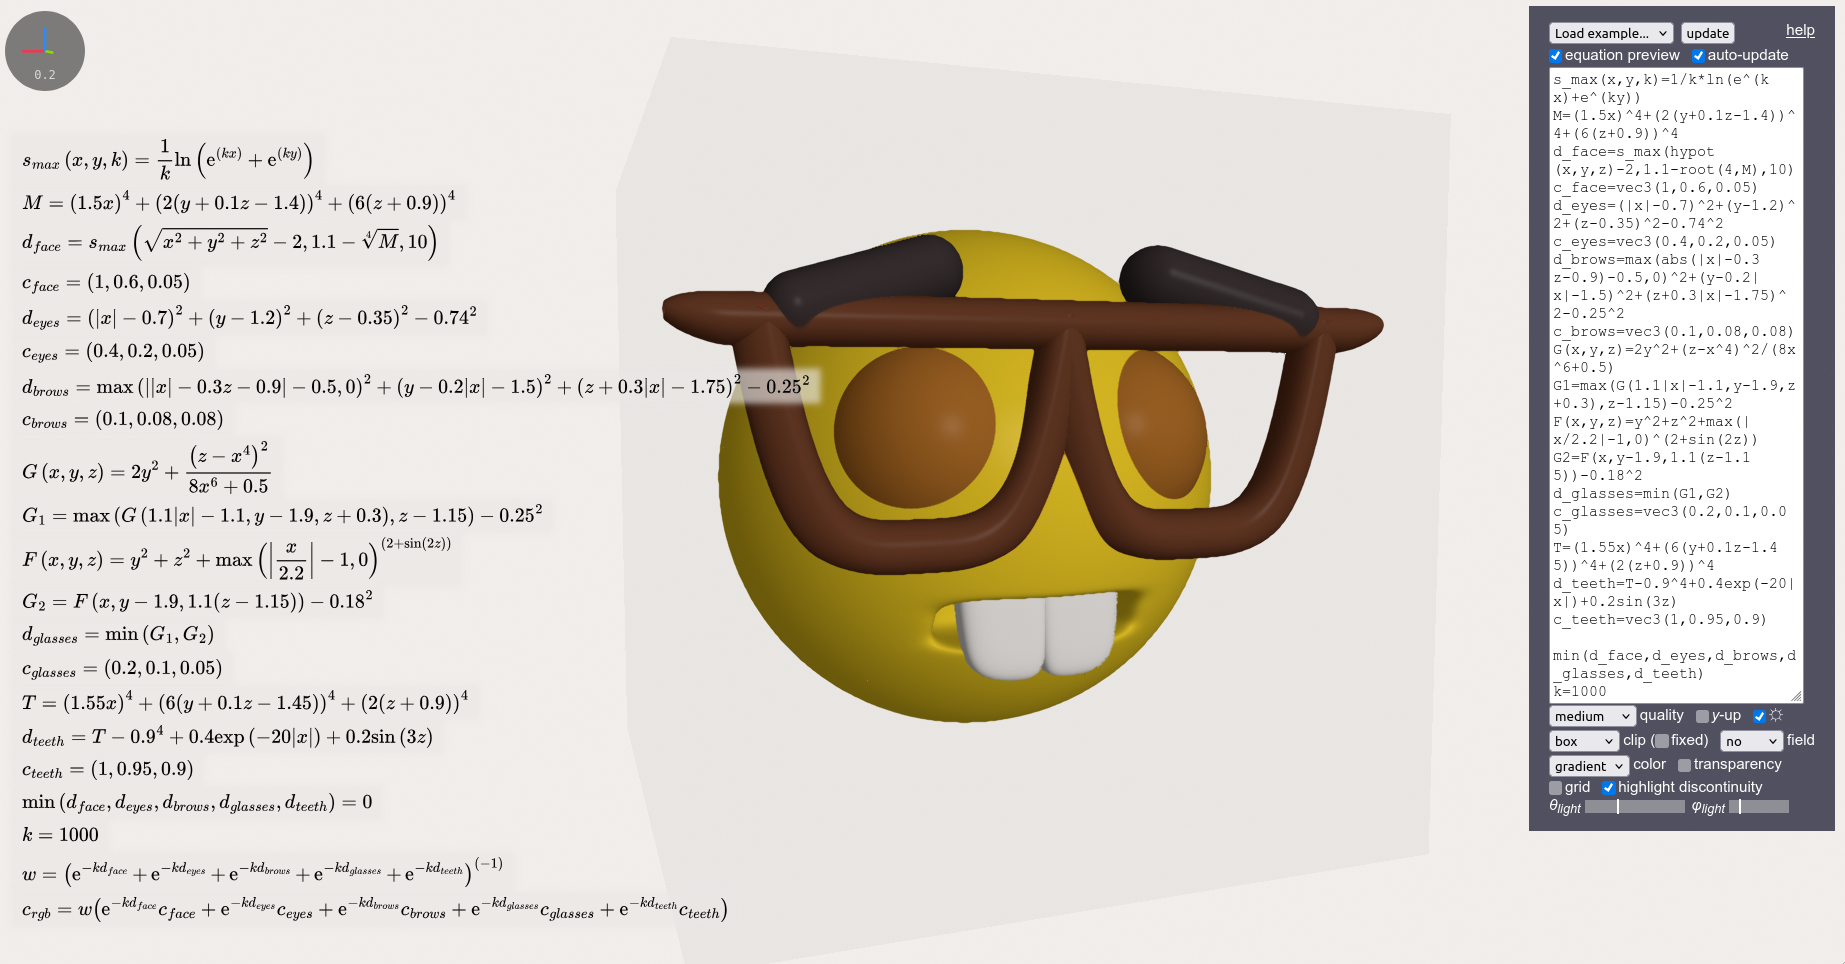 0.2
s_max (x, y, k) = 1/k ln (e^(kx) + e^(ky))
M = (1.5x)^4 + (2(y + 0.1z − 1.4))^4 + (6(z + 0.9))^4
d_face = s_max (√(x² + y² + z²) − 2, 1.1 − ∜M, 10)
c_face = (1, 0.6, 0.05)
d_eyes = (|x| − 0.7)² + (y − 1.2)² + (z − 0.35)² − 0.74²
c_eyes = (0.4, 0.2, 0.05)
d_brows = max (||x| − 0.3z − 0.9| − 0.5, 0)² + (y − 0.2|x| − 1.5)² + (z + 0.3|x| − 1.75)² − 0.25²
c_brows = (0.1, 0.08, 0.08)
G (x, y, z) = 2y² + (z − x⁴)² / (8x⁶ + 0.5)
G₁ = max (G (1.1|x| − 1.1, y − 1.9, z + 0.3), z − 1.15) − 0.25²
F (x, y, z) = y² + z² + max (|x/2.2| − 1, 0)^(2+sin(2z))
G₂ = F (x, y − 1.9, 1.1(z − 1.15)) − 0.18²
d_glasses = min (G₁, G₂)
c_glasses = (0.2, 0.1, 0.05)
T = (1.55x)^4 + (6(y + 0.1z − 1.45))^4 + (2(z + 0.9))^4
d_teeth = T − 0.9^4 + 0.4exp (−20|x|) + 0.2sin (3z)
c_teeth = (1, 0.95, 0.9)
min (d_face, d_eyes, d_brows, d_glasses, d_teeth) = 0
k = 1000
w = (e^(−kd_face) + e^(−kd_eyes) + e^(−kd_brows) + e^(−kd_glasses) + e^(−kd_teeth))^(−1)
c_rgb = w(e^(−kd_face) c_face + e^(−kd_eyes) c_eyes + e^(−kd_brows) c_brows + e^(−kd_glasses) c_glasses + e^(−kd_teeth) c_teeth)
Load example... update help
equation preview auto-update
s_max(x,y,k)=1/k*ln(e^(k
x)+e^(ky))
M=(1.5x)^4+(2(y+0.1z-1.4))^
4+(6(z+0.9))^4
d_face=s_max(hypot
(x,y,z)-2,1.1-root(4,M),10)
c_face=vec3(1,0.6,0.05)
d_eyes=(|x|-0.7)^2+(y-1.2)^
2+(z-0.35)^2-0.74^2
c_eyes=vec3(0.4,0.2,0.05)
d_brows=max(abs(|x|-0.3
z-0.9)-0.5,0)^2+(y-0.2|
x|-1.5)^2+(z+0.3|x|-1.75)^
2-0.25^2
c_brows=vec3(0.1,0.08,0.08)
G(x,y,z)=2y^2+(z-x^4)^2/(8x
^6+0.5)
G1=max(G(1.1|x|-1.1,y-1.9,z
+0.3),z-1.15)-0.25^2
F(x,y,z)=y^2+z^2+max(|
x/2.2|-1,0)^(2+sin(2z))
G2=F(x,y-1.9,1.1(z-1.1
5))-0.18^2
d_glasses=min(G1,G2)
c_glasses=vec3(0.2,0.1,0.0
5)
T=(1.55x)^4+(6(y+0.1z-1.4
5))^4+(2(z+0.9))^4
d_teeth=T-0.9^4+0.4exp(-20|
x|)+0.2sin(3z)
c_teeth=vec3(1,0.95,0.9)
min(d_face,d_eyes,d_brows,d
_glasses,d_teeth)
k=1000
medium quality y-up
box clip (fixed) no field
gradient color transparency
grid highlight discontinuity
θ_light φ_light